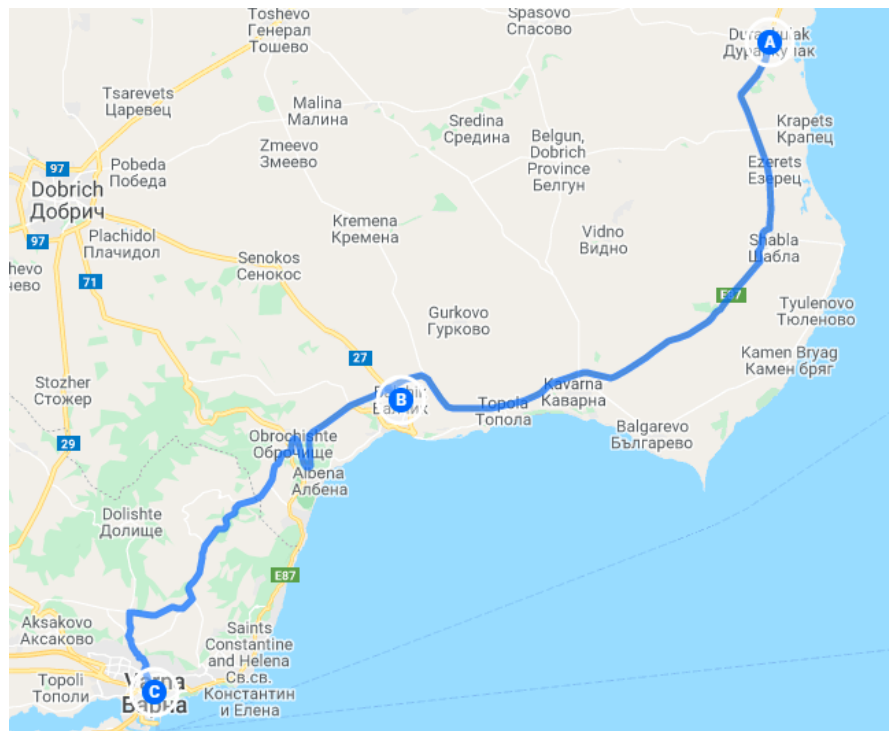 Toshevo
Генерал
Тошево
Spasovo
Спасово
A
Tsarevets
Царевец
Malina
Малина
Sredina
Средина
Krapets
Крапец
Zmeevo
Змеево
Belgun,
Dobrich
Province
Белгун
Ezerets
Езерец
97
Pobeda
Победа
Dobrich
Добрич
Kremena
Кремена
Vidno
Видно
97
Plachidol
Плачидол
Senokos
Сенокос
Shabla
Шабла
71
Gurkovo
Гурково
E87
Tyulenovo
Тюленово
27
Kamen Bryag
Камен бряг
Stozher
Стожер
B
Topola
Топола
Kavarna
Каварна
29
Obrochishte
Оброчище
Balgarevo
Българево
Albena
Албена
Dolishte
Долище
E87
Aksakovo
Аксаково
Saints
Constantine
and Helena
Св.св.
Константин
и Елена
Topoli
Тополи
Varna
C
Варна